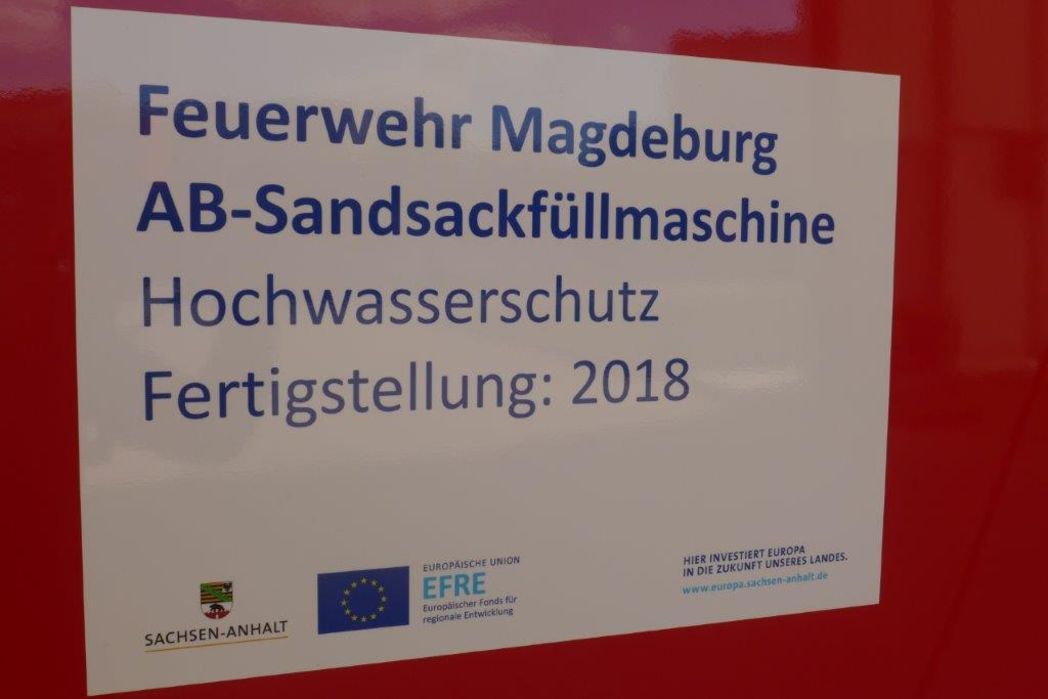 Feuerwehr Magdeburg
AB-Sandsackfüllmaschine
Hochwasserschutz
Fertigstellung: 2018
SACHSEN-ANHALT
EUROPÄISCHE UNION
EFRE
Europäischer Fonds für
regionale Entwicklung
HIER INVESTIERT EUROPA
IN DIE ZUKUNFT UNSERES LANDES.
www.europa.sachsen-anhalt.de